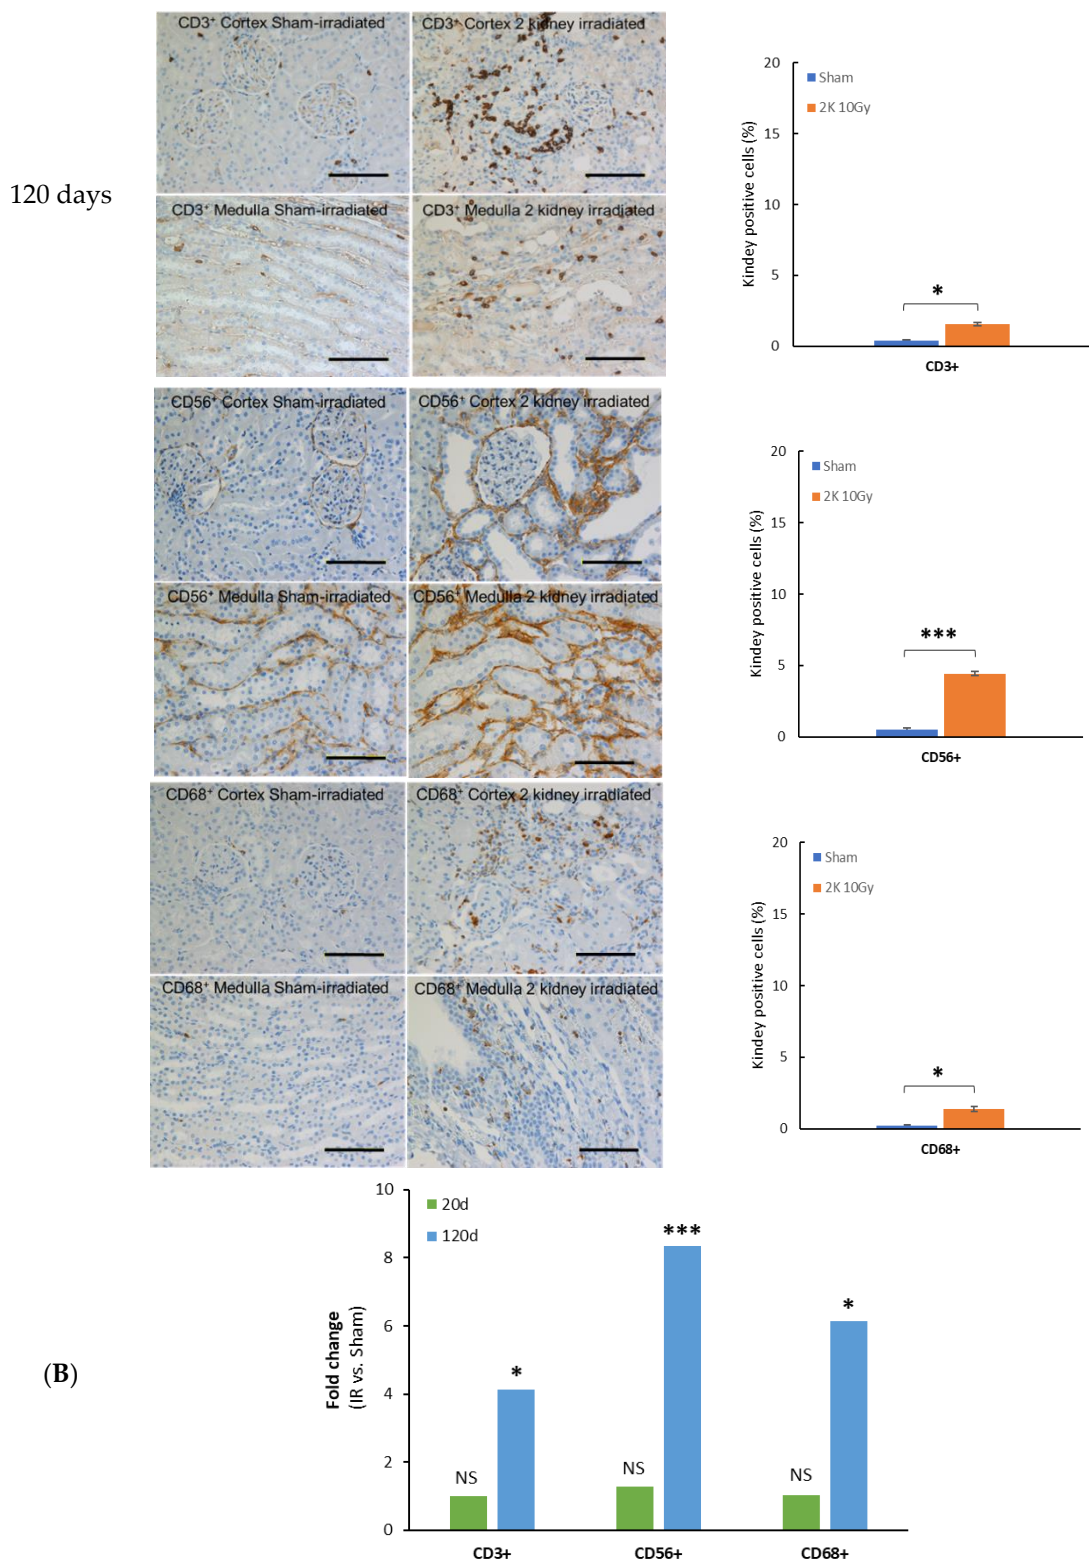 120 days
CD3+ Cortex Sham-irradiated
CD3+ Cortex 2 kidney irradiated
CD3+ Medulla Sham-irradiated
CD3+ Medulla 2 kidney irradiated
Kindey positive cells (%)
20
15
10
5
0
Sham
2K 10Gy
*
CD3+
CD56+ Cortex Sham-irradiated
CD56+ Cortex 2 kidney irradiated
CD56+ Medulla Sham-irradiated
CD56+ Medulla 2 kidney irradiated
Kindey positive cells (%)
20
15
10
5
0
Sham
2K 10Gy
***
CD56+
CD68+ Cortex Sham-irradiated
CD68+ Cortex 2 kidney irradiated
CD68+ Medulla Sham-irradiated
CD68+ Medulla 2 kidney irradiated
Kindey positive cells (%)
20
15
10
5
0
Sham
2K 10Gy
*
CD68+
(B)
Fold change
(IR vs. Sham)
10
8
6
4
2
0
20d
120d
NS
*
NS
***
NS
*
CD3+
CD56+
CD68+